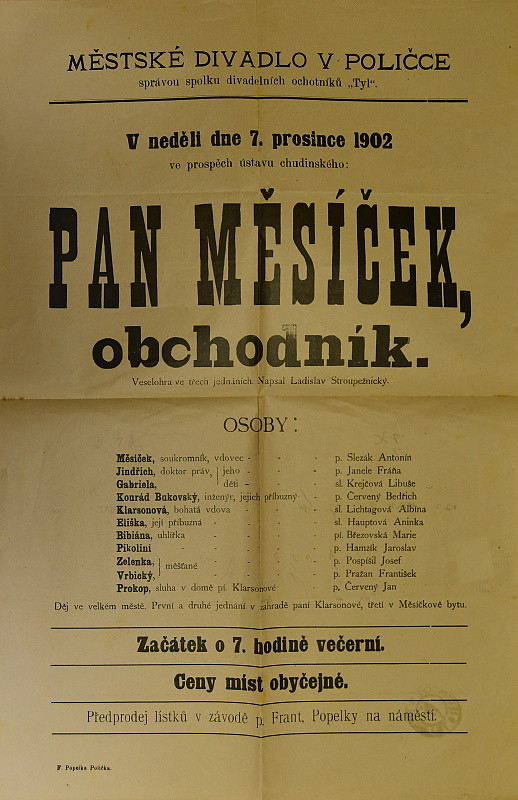 MĚSTSKÉ DIVADLO V POLIČCE
správou spolku divadelních ochotníků „Tyl“.
V neděli dne 7. prosince 1902
ve prospěch ústavu chudinského:
PAN MĚSÍČEK,
obchodník.
Veselohra ve třech jednáních. Napsal Ladislav Stroupežnický.
OSOBY:
Měsíček, soukromník, vdovec - - - p. Slezák Antonín
Jindřich, doktor práv, jeho - - - p. Janele Fráňa
Gabriela, děti - - - sl. Krejčová Libuše
Konrád Bukovský, inženýr, jejich příbuzný - p. Červený Bedřich
Klarsonová, bohatá vdova - - - sl. Lichtagová Albína
Eliška, její příbuzná - - - - sl. Hauptová Aninka
Bibiána, uhlířka - - - - pí. Březovská Marie
Pikolini - - - - - p. Hamzík Jaroslav
Zelenka, měšťané - - - - p. Pospíšil Josef
Vrbický, - - - - p. Pražan František
Prokop, sluha v domě pí. Klarsonové - p. Červený Jan
Děj ve velkém městě. První a druhé jednání v zahradě paní Klarsonové, třetí v Měsíčkově bytu.
Začátek o 7. hodině večerní.
Ceny míst obyčejné.
Předprodej lístků v závodě p. Frant. Popelky na náměstí.
F. Popelka Polička.